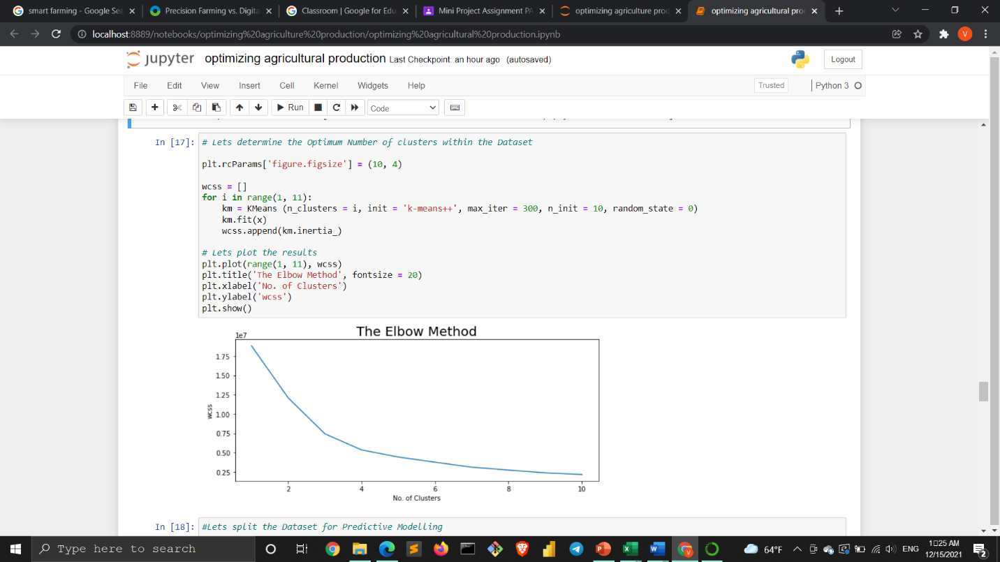 smart farming - Google Sea
Precision Farming vs. Digita
Classroom | Google for Edu
Mini Project Assignment PA
optimizing agriculture prod
optimizing agricultural proc
localhost:8889/notebooks/optimizing%20agriculture%20production/optimizing%20agricultural%20production.ipynb
V
jupyter optimizing agricultural production Last Checkpoint: an hour ago (autosaved)
Logout
File Edit View Insert Cell Kernel Widgets Help
Trusted
Python 3
Run
Code
In [17]:
# Lets determine the Optimum Number of clusters within the Dataset
plt.rcParams['figure.figsize'] = (10, 4)
wcss = []
for i in range(1, 11):
    km = KMeans (n_clusters = i, init = 'k-means++', max_iter = 300, n_init = 10, random_state = 0)
    km.fit(x)
    wcss.append(km.inertia_)
# Lets plot the results
plt.plot(range(1, 11), wcss)
plt.title('The Elbow Method', fontsize = 20)
plt.xlabel('No. of Clusters')
plt.ylabel('wcss')
plt.show()
The Elbow Method
1e7
1.75
1.50
1.25
1.00
0.75
0.50
0.25
wcss
2 4 6 8 10
No. of Clusters
In [18]: #Lets split the Dataset for Predictive Modelling
Type here to search
64°F
ENG
1:25 AM
12/15/2021
2